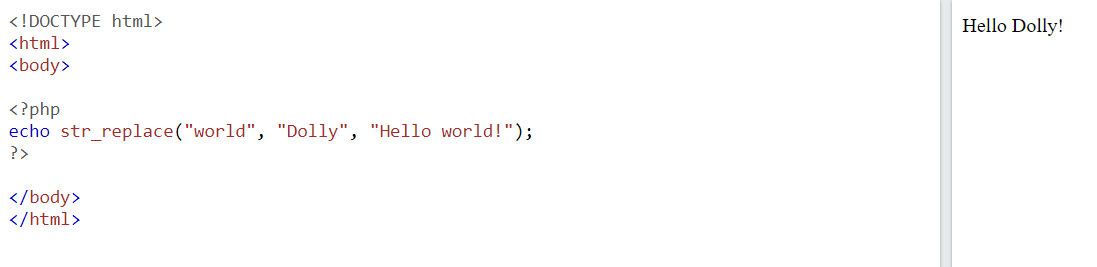 <!DOCTYPE html>
<html>
<body>
<?php
echo str_replace("world", "Dolly", "Hello world!");
?>
</body>
</html>
Hello Dolly!